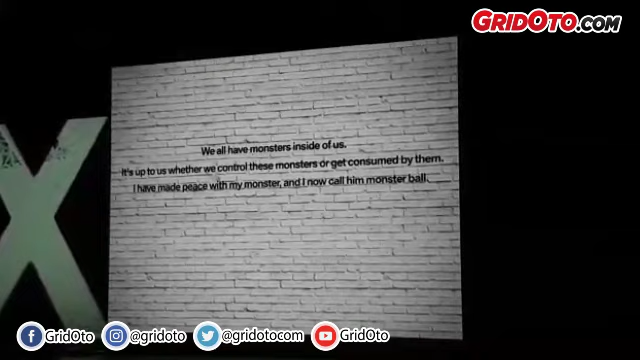 GRIDOTO.COM
We all have monsters inside of us.
It's up to us whether we control these monsters or get consumed by them.
I have made peace with my monster, and I now call him monster ball.
X
GridOto
@gridoto
@gridotocom
GridOto